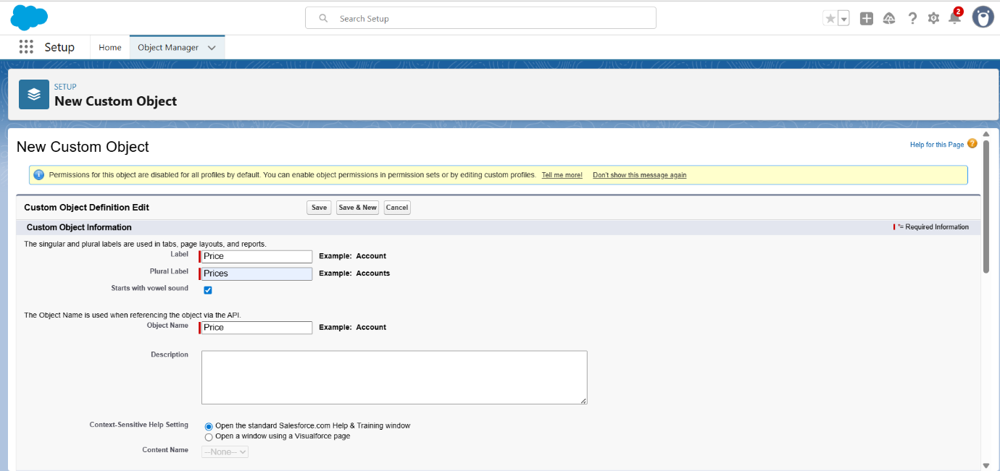 Search Setup
2
Setup
Home
Object Manager
SETUP
New Custom Object
New Custom Object
Help for this Page ?
Permissions for this object are disabled for all profiles by default. You can enable object permissions in permission sets or by editing custom profiles. Tell me more! Don't show this message again
Custom Object Definition Edit
Save
Save & New
Cancel
Custom Object Information
*= Required Information
The singular and plural labels are used in tabs, page layouts, and reports.
Label Price Example: Account
Plural Label Prices Example: Accounts
Starts with vowel sound
The Object Name is used when referencing the object via the API.
Object Name Price Example: Account
Description
Context-Sensitive Help Setting Open the standard Salesforce.com Help & Training window
Open a window using a Visualforce page
Content Name --None--